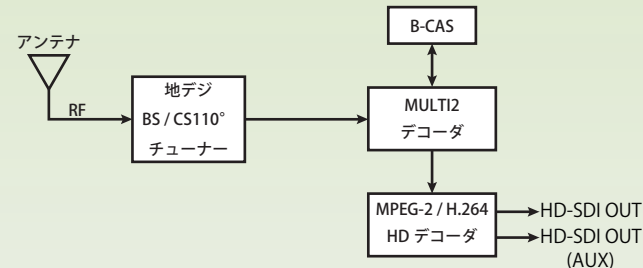 B-CAS
アンテナ
RF
地デジ
BS / CS110°
チューナー
MULTI2
デコーダ
MPEG-2 / H.264
HD デコーダ
HD-SDI OUT
HD-SDI OUT
(AUX)